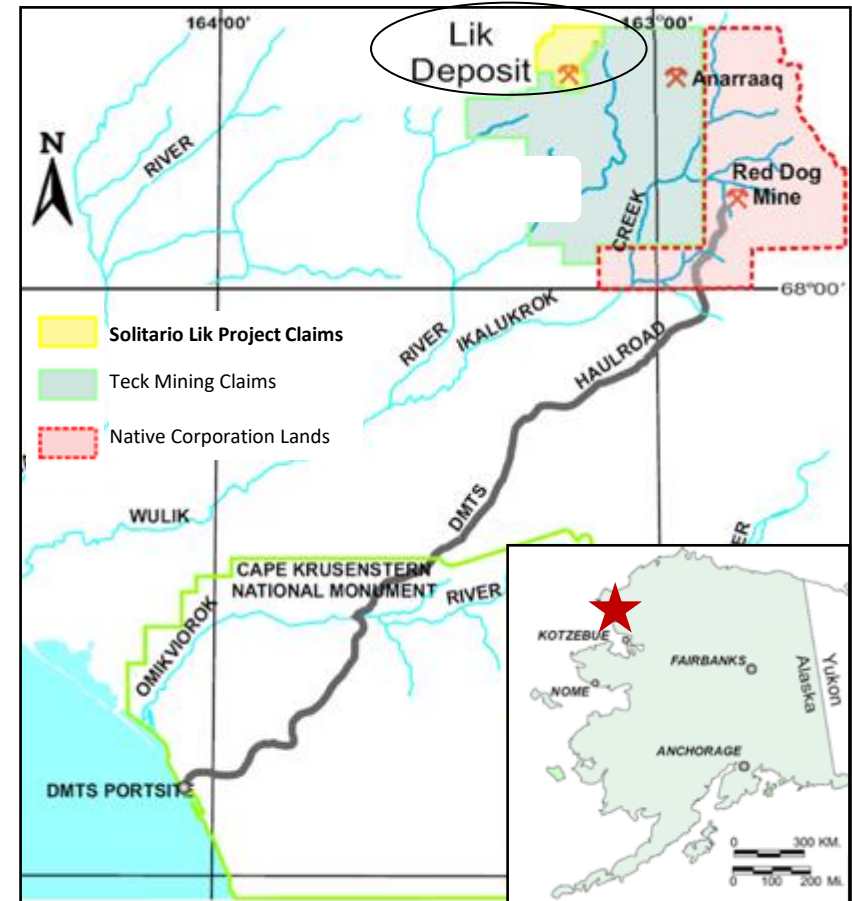 164°00'
163°00'
Lik
Deposit
Anarraaq
N
RIVER
Red Dog
Mine
CREEK
68°00'
Solitario Lik Project Claims
RIVER
IKALUKROK
HAULROAD
Teck Mining Claims
Native Corporation Lands
WULIK
DMTS
CAPE KRUSENSTERN
NATIONAL MONUMENT
RIVER
OMIKVIOROK
DMTS PORTSITE
KOTZEBUE
FAIRBANKS
NOME
Alaska
Yukon
ANCHORAGE
0 300 KM.
0 100 200 Mi.